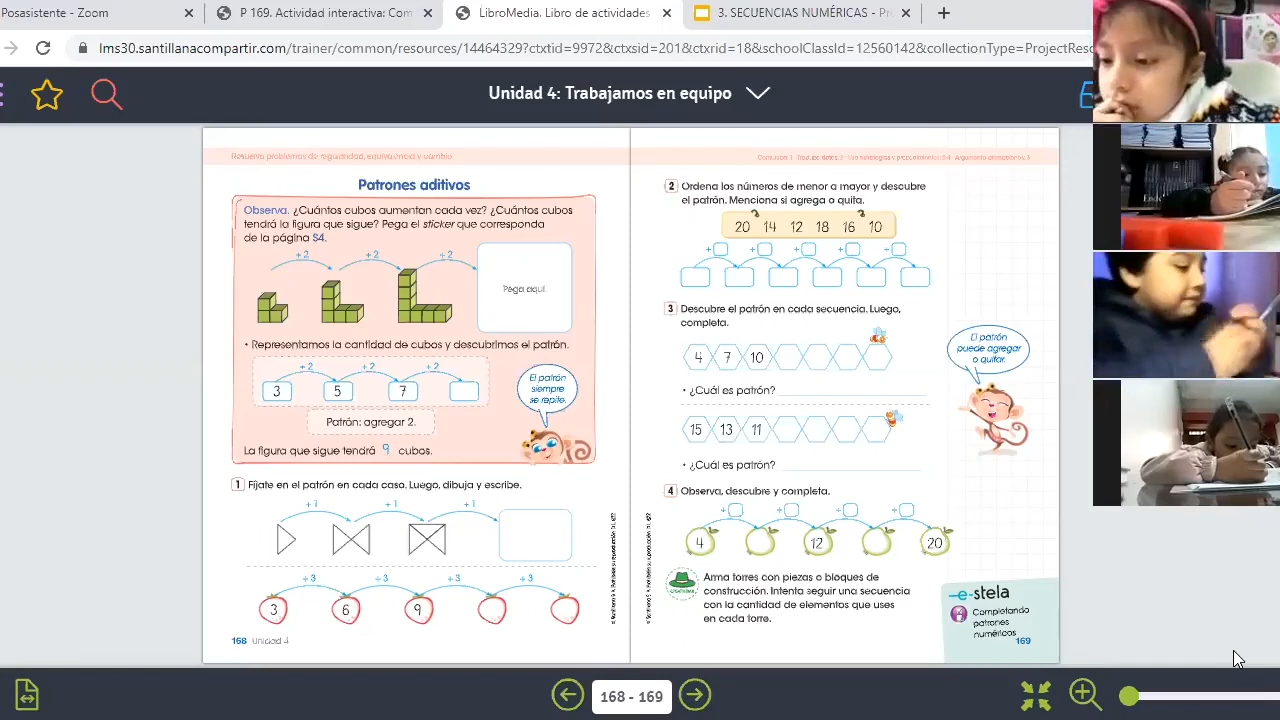 Posasistente - Zoom
P 169. Actividad interactiva: Com
LibroMedia. Libro de actividades
3. SECUENCIAS NUMÉRICAS - Pr
lms30.santillanacompartir.com/trainer/common/resources/14464329?ctxtid=9972&ctxsid=201&ctxrid=18&schoolClassId=12560142&collectionType=ProjectReso
Unidad 4: Trabajamos en equipo
Resuelve problemas de regularidad, equivalencia y cambio
Patrones aditivos
Observa. ¿Cuántos cubos aumentan cada vez? ¿Cuántos cubos
tendrá la figura que sigue? Pega el sticker que corresponda
de la página S4.
+2 +2 +2
Pega aquí.
• Representamos la cantidad de cubos y descubrimos el patrón.
+2 +2 +2
3 5 7
El patrón
siempre
se repite.
Patrón: agregar 2.
La figura que sigue tendrá 9 cubos.
1 Fíjate en el patrón en cada caso. Luego, dibuja y escribe.
+1 +1 +1
+3 +3 +3 +3
3 6 9
168 Unidad 4
2 Ordena los números de menor a mayor y descubre
el patrón. Menciona si agrega o quita.
20 14 12 18 16 10
+ + + + +
3 Descubre el patrón en cada secuencia. Luego,
completa.
4 7 10
• ¿Cuál es patrón?
15 13 11
• ¿Cuál es patrón?
El patrón
puede agregar
o quitar.
4 Observa, descubre y completa.
+ + + +
4 12 20
Arma torres con piezas o bloques de
construcción. Intenta seguir una secuencia
con la cantidad de elementos que uses
en cada torre.
e-stela
Completando
patrones
numéricos
169
168 - 169